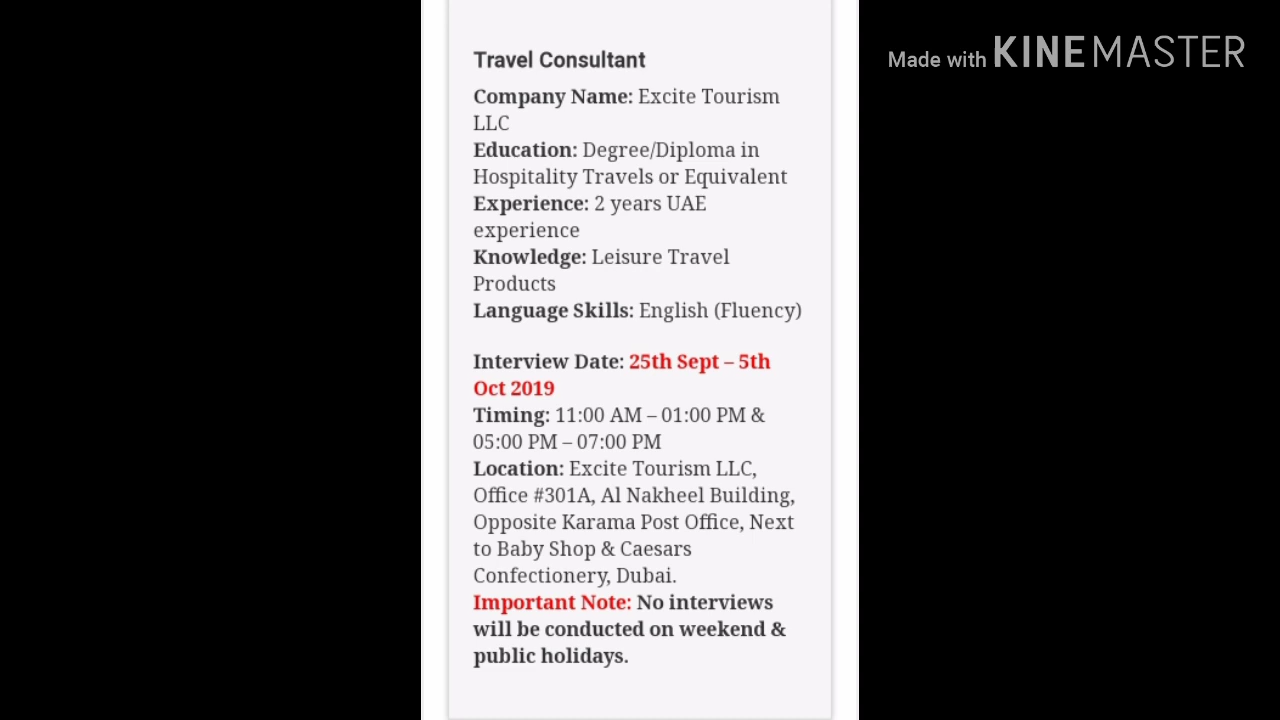 Made with KINEMASTER
Travel Consultant
Company Name: Excite Tourism
LLC
Education: Degree/Diploma in
Hospitality Travels or Equivalent
Experience: 2 years UAE
experience
Knowledge: Leisure Travel
Products
Language Skills: English (Fluency)
Interview Date: 25th Sept – 5th
Oct 2019
Timing: 11:00 AM – 01:00 PM &
05:00 PM – 07:00 PM
Location: Excite Tourism LLC,
Office #301A, Al Nakheel Building,
Opposite Karama Post Office, Next
to Baby Shop & Caesars
Confectionery, Dubai.
Important Note: No interviews
will be conducted on weekend &
public holidays.